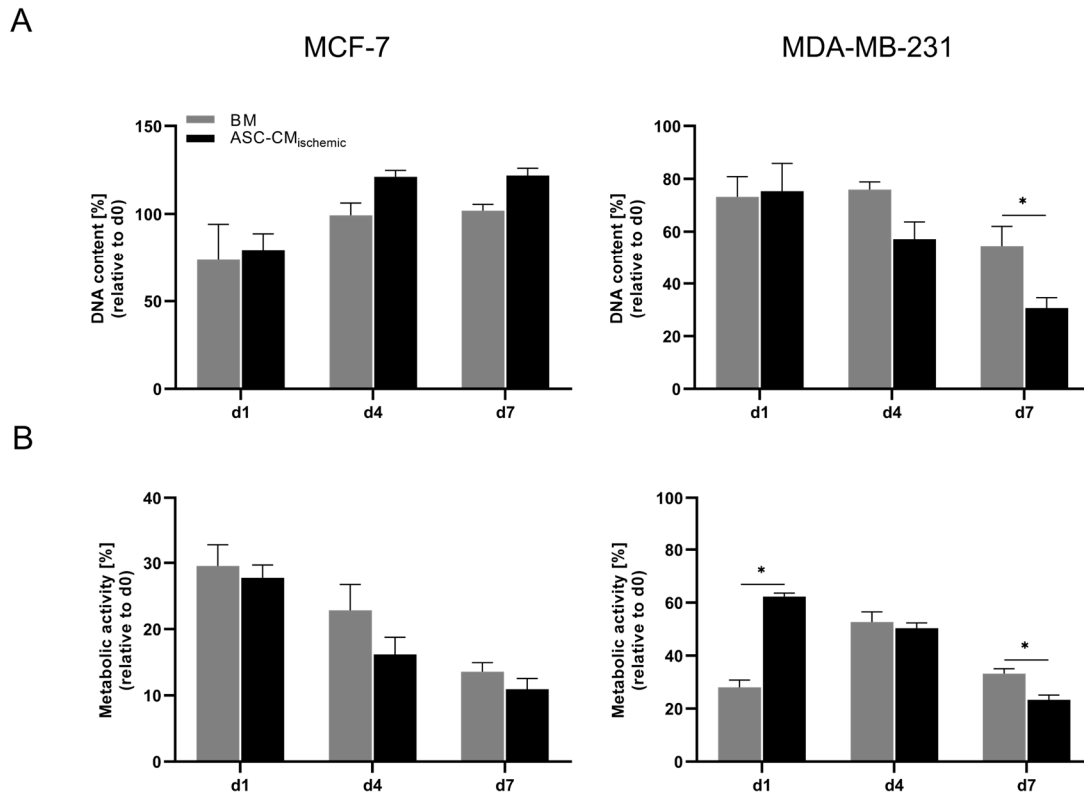 A
MCF-7
MDA-MB-231
BM
ASC-CMischemic
150
100
50
0
DNA content [%]
(relative to d0)
d1
d4
d7
100
80
60
40
20
0
DNA content [%]
(relative to d0)
*
d1
d4
d7
B
40
30
20
10
0
Metabolic activity [%]
(relative to d0)
d1
d4
d7
100
80
60
40
20
0
Metabolic activity [%]
(relative to d0)
*
*
d1
d4
d7